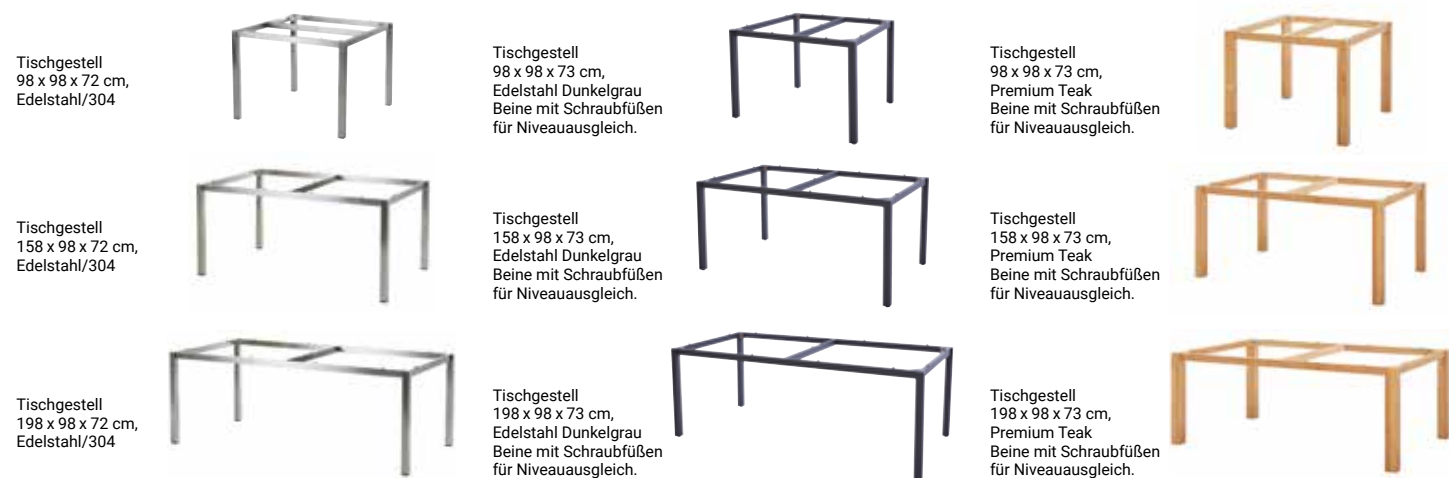 Tischgestell
98 x 98 x 72 cm,
Edelstahl/304
Tischgestell
98 x 98 x 73 cm,
Edelstahl Dunkelgrau
Beine mit Schraubfüßen
für Niveauausgleich.
Tischgestell
98 x 98 x 73 cm,
Premium Teak
Beine mit Schraubfüßen
für Niveauausgleich.
Tischgestell
158 x 98 x 72 cm,
Edelstahl/304
Tischgestell
158 x 98 x 73 cm,
Edelstahl Dunkelgrau
Beine mit Schraubfüßen
für Niveauausgleich.
Tischgestell
158 x 98 x 73 cm,
Premium Teak
Beine mit Schraubfüßen
für Niveauausgleich.
Tischgestell
198 x 98 x 72 cm,
Edelstahl/304
Tischgestell
198 x 98 x 73 cm,
Edelstahl Dunkelgrau
Beine mit Schraubfüßen
für Niveauausgleich.
Tischgestell
198 x 98 x 73 cm,
Premium Teak
Beine mit Schraubfüßen
für Niveauausgleich.